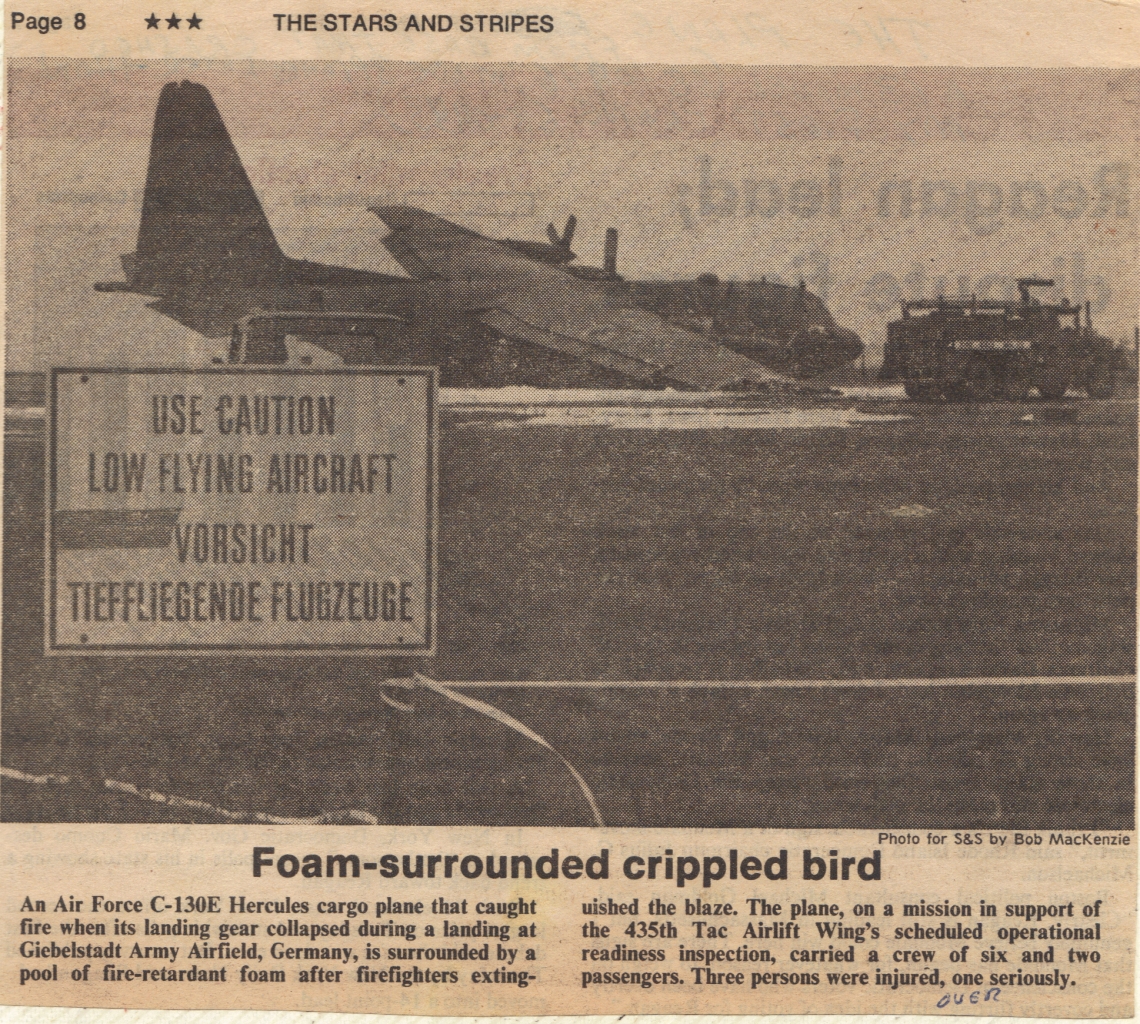 Page 8 ★★★ THE STARS AND STRIPES
Reagan lead;
USE CAUTION
LOW FLYING AIRCRAFT
VORSICHT
TIEFFLIEGENDE FLUGZEUGE
Photo for S&S by Bob MacKenzie
Foam-surrounded crippled bird
An Air Force C-130E Hercules cargo plane that caught
fire when its landing gear collapsed during a landing at
Giebelstadt Army Airfield, Germany, is surrounded by a
pool of fire-retardant foam after firefighters exting-
uished the blaze. The plane, on a mission in support of
the 435th Tac Airlift Wing's scheduled operational
readiness inspection, carried a crew of six and two
passengers. Three persons were injured, one seriously.
OVER